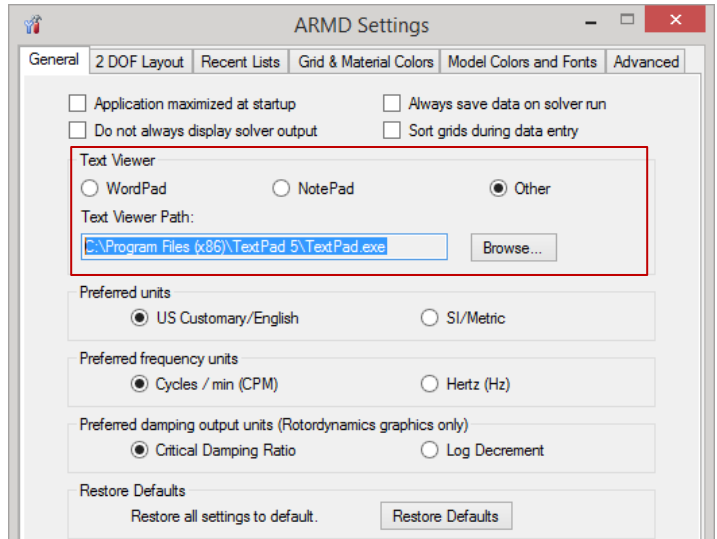 ARMD Settings
General 2 DOF Layout Recent Lists Grid & Material Colors Model Colors and Fonts Advanced
Application maximized at startup Always save data on solver run
Do not always display solver output Sort grids during data entry
Text Viewer
WordPad NotePad Other
Text Viewer Path:
C:\Program Files (x86)\TextPad 5\TextPad.exe Browse...
Preferred units
US Customary/English SI/Metric
Preferred frequency units
Cycles / min (CPM) Hertz (Hz)
Preferred damping output units (Rotordynamics graphics only)
Critical Damping Ratio Log Decrement
Restore Defaults
Restore all settings to default. Restore Defaults